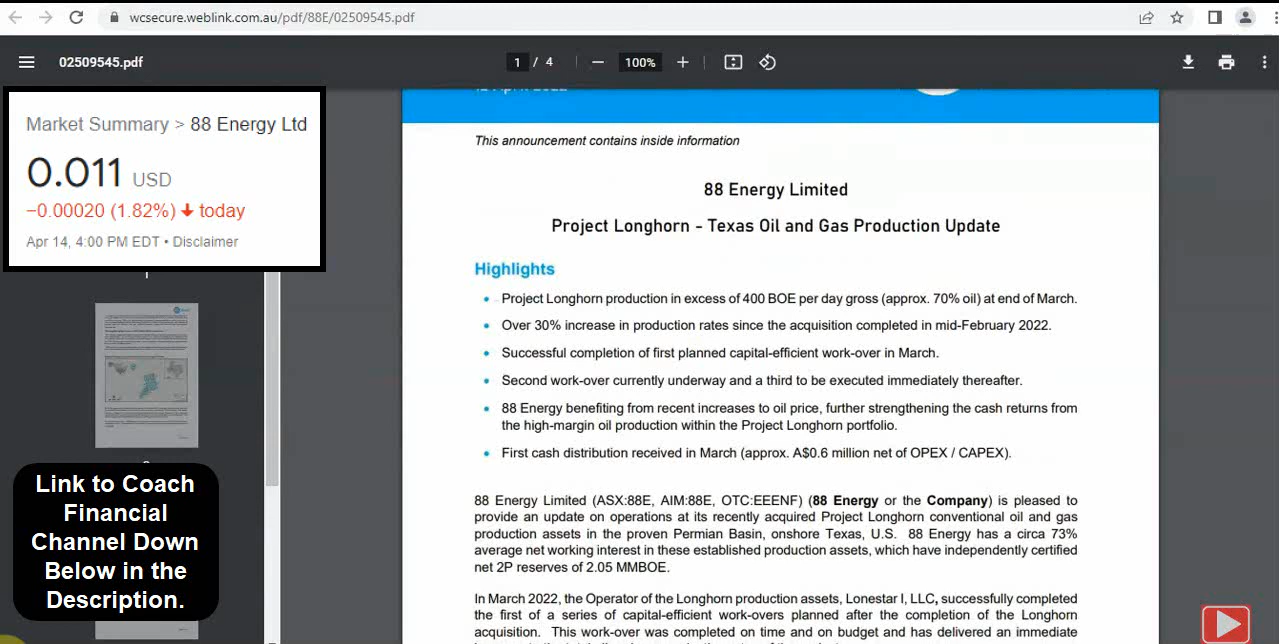 wcsecure.weblink.com.au/pdf/88E/02509545.pdf
02509545.pdf
1 / 4
100%
Market Summary > 88 Energy Ltd
0.011 USD
−0.00020 (1.82%) ↓ today
Apr 14, 4:00 PM EDT • Disclaimer
1
Link to Coach
Financial
Channel Down
Below in the
Description.
This announcement contains inside information
88 Energy Limited
Project Longhorn - Texas Oil and Gas Production Update
Highlights
• Project Longhorn production in excess of 400 BOE per day gross (approx. 70% oil) at end of March.
• Over 30% increase in production rates since the acquisition completed in mid-February 2022.
• Successful completion of first planned capital-efficient work-over in March.
• Second work-over currently underway and a third to be executed immediately thereafter.
• 88 Energy benefiting from recent increases to oil price, further strengthening the cash returns from
the high-margin oil production within the Project Longhorn portfolio.
• First cash distribution received in March (approx. A$0.6 million net of OPEX / CAPEX).
88 Energy Limited (ASX:88E, AIM:88E, OTC:EEENF) (88 Energy or the Company) is pleased to
provide an update on operations at its recently acquired Project Longhorn conventional oil and gas
production assets in the proven Permian Basin, onshore Texas, U.S. 88 Energy has a circa 73%
average net working interest in these established production assets, which have independently certified
net 2P reserves of 2.05 MMBOE.
In March 2022, the Operator of the Longhorn production assets, Lonestar I, LLC, successfully completed
the first of a series of capital-efficient work-overs planned after the completion of the Longhorn
acquisition. This work-over was completed on time and on budget and has delivered an immediate